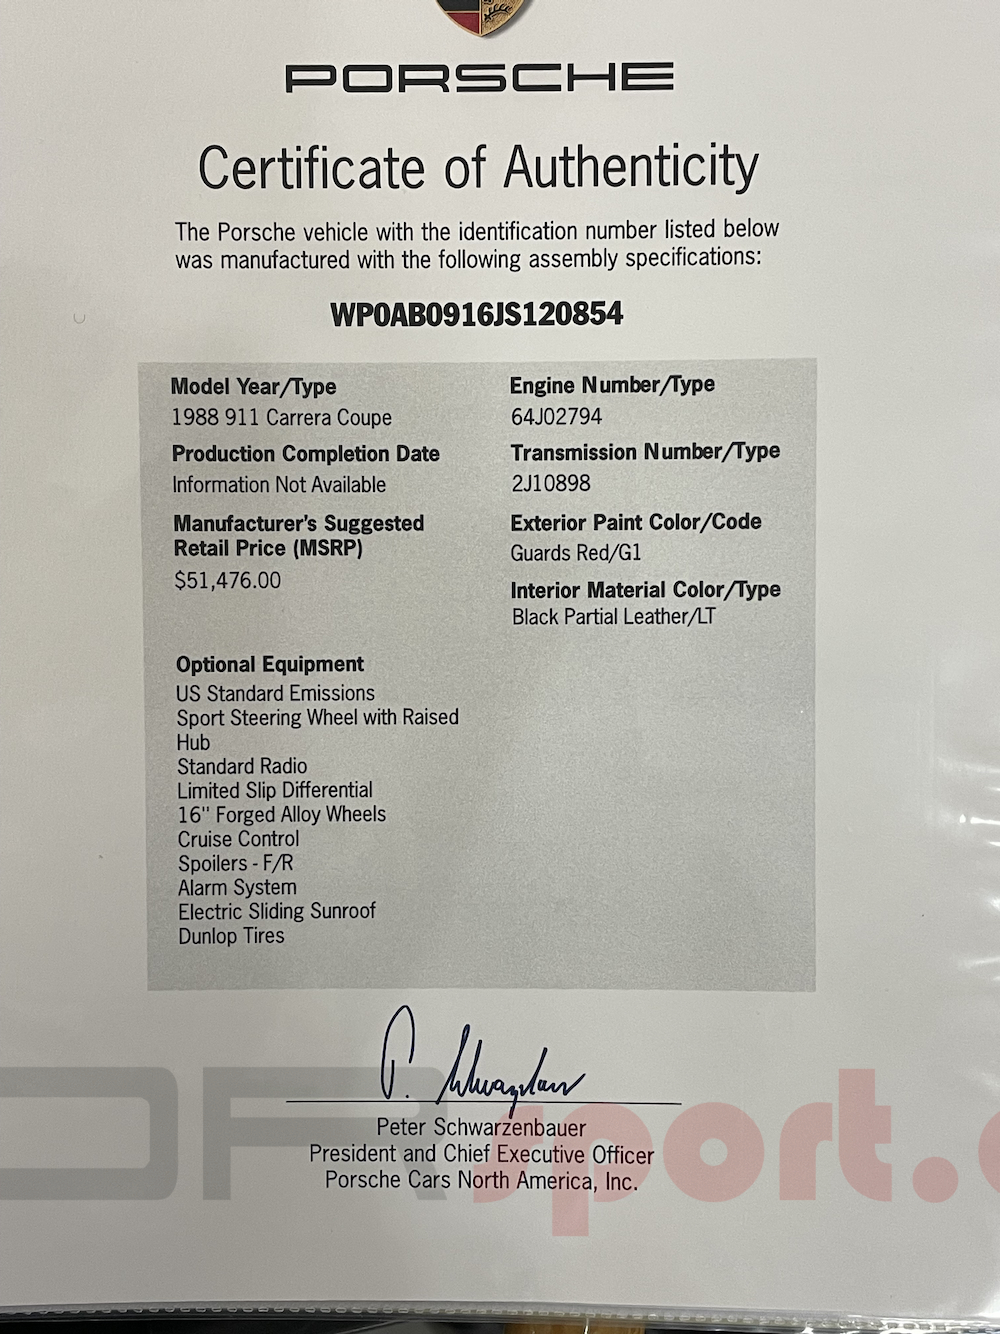 PORSCHE
Certificate of Authenticity
The Porsche vehicle with the identification number listed below
was manufactured with the following assembly specifications:
WP0AB0916JS120854
Model Year/Type
1988 911 Carrera Coupe
Production Completion Date
Information Not Available
Manufacturer's Suggested
Retail Price (MSRP)
$51,476.00
Engine Number/Type
64J02794
Transmission Number/Type
2J10898
Exterior Paint Color/Code
Guards Red/G1
Interior Material Color/Type
Black Partial Leather/LT
Optional Equipment
US Standard Emissions
Sport Steering Wheel with Raised
Hub
Standard Radio
Limited Slip Differential
16" Forged Alloy Wheels
Cruise Control
Spoilers - F/R
Alarm System
Electric Sliding Sunroof
Dunlop Tires
P. Schwarzenbauer
Peter Schwarzenbauer
President and Chief Executive Officer
Porsche Cars North America, Inc.
sport.